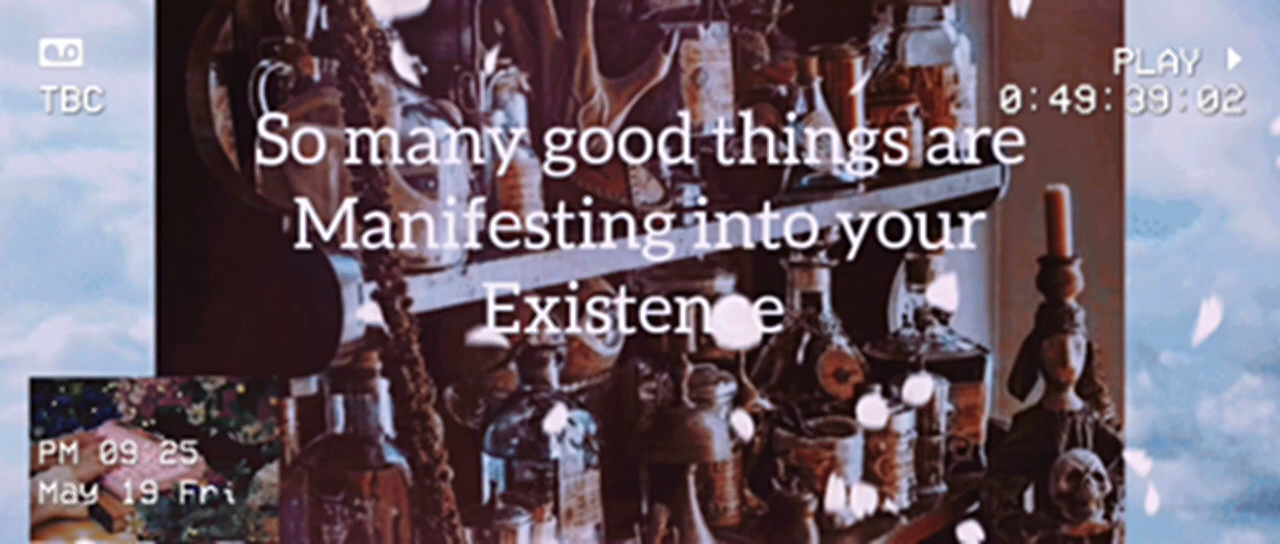 TBC
PLAY
0:49:39:02
So many good things are
Manifesting into your
Existence
PM 09 25
May 19 Fri